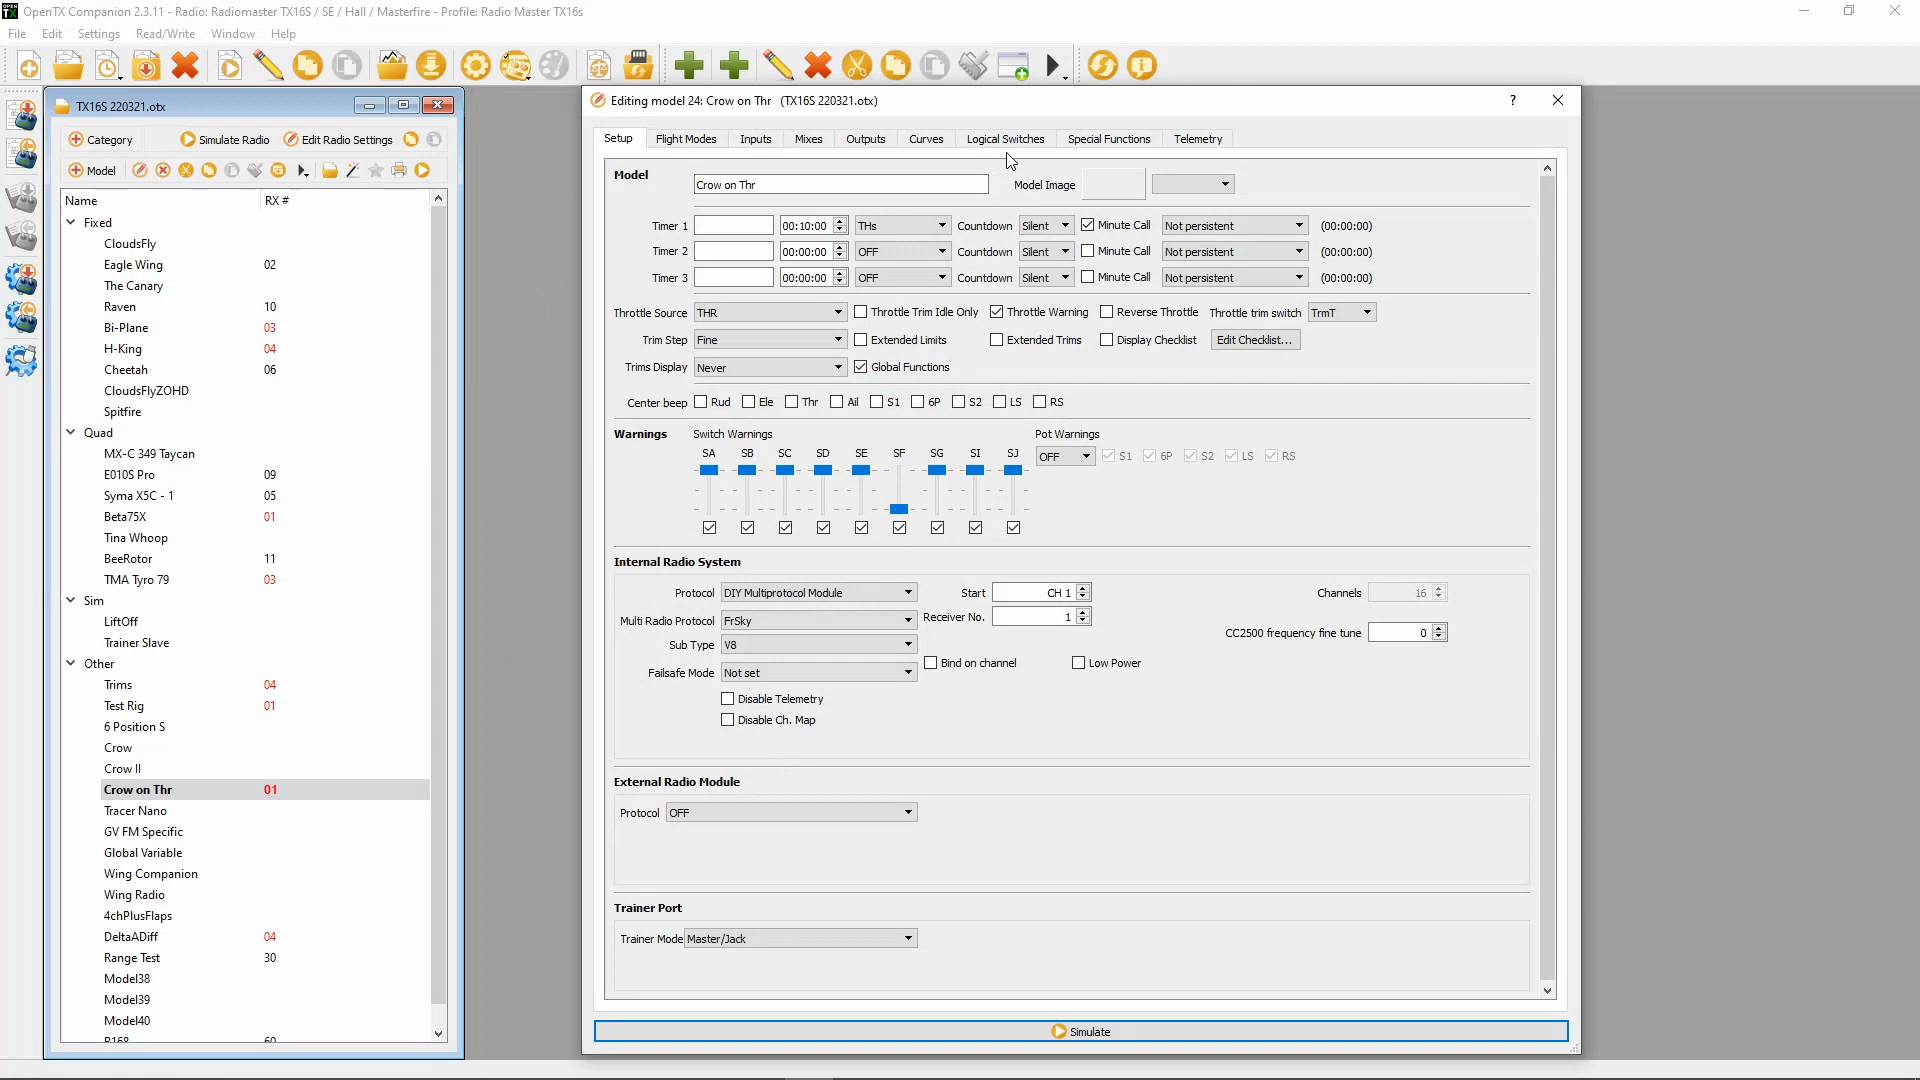 OpenTX Companion 2.3.11 - Radio: Radiomaster TX16S / SE / Hall / Masterfire - Profile: Radio Master TX16s
File Edit Settings Read/Write Window Help
TX16S 220321.otx
Category Simulate Radio Edit Radio Settings
Model
Name RX #
Fixed
CloudsFly
Eagle Wing 02
The Canary
Raven 10
Bi-Plane 03
H-King 04
Cheetah 06
CloudsFlyZOHD
Spitfire
Quad
MX-C 349 Taycan
E010S Pro 09
Syma X5C - 1 05
Beta75X 01
Tina Whoop
BeeRotor 11
TMA Tyro 79 03
Sim
LiftOff
Trainer Slave
Other
Trims 04
Test Rig 01
6 Position S
Crow
Crow II
Crow on Thr 01
Tracer Nano
GV FM Specific
Global Variable
Wing Companion
Wing Radio
4chPlusFlaps
DeltaADiff 04
Range Test 30
Model38
Model39
Model40
R168 60
Editing model 24: Crow on Thr (TX16S 220321.otx) ?
Setup Flight Modes Inputs Mixes Outputs Curves Logical Switches Special Functions Telemetry
Model
Crow on Thr Model Image
Timer 1 00:10:00 THs Countdown Silent Minute Call Not persistent (00:00:00)
Timer 2 00:00:00 OFF Countdown Silent Minute Call Not persistent (00:00:00)
Timer 3 00:00:00 OFF Countdown Silent Minute Call Not persistent (00:00:00)
Throttle Source THR Throttle Trim Idle Only Throttle Warning Reverse Throttle Throttle trim switch TrmT
Trim Step Fine Extended Limits Extended Trims Display Checklist Edit Checklist...
Trims Display Never Global Functions
Center beep Rud Ele Thr Ail S1 6P S2 LS RS
Warnings Switch Warnings Pot Warnings
SA SB SC SD SE SF SG SI SJ
OFF S1 6P S2 LS RS
Internal Radio System
Protocol DIY Multiprotocol Module Start CH 1 Channels 16
Multi Radio Protocol FrSky Receiver No. 1
CC2500 frequency fine tune 0
Sub Type V8
Bind on channel Low Power
Failsafe Mode Not set
Disable Telemetry
Disable Ch. Map
External Radio Module
Protocol OFF
Trainer Port
Trainer Mode Master/Jack
Simulate